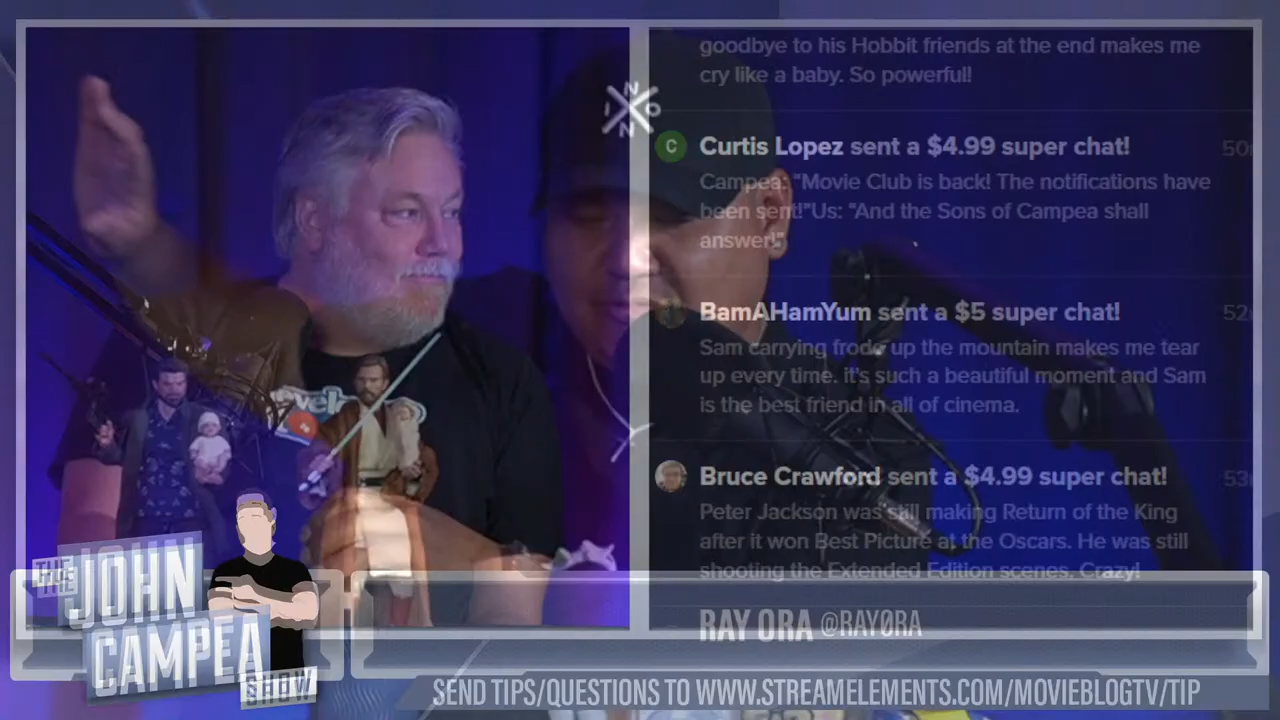 goodbye to his Hobbit friends at the end makes me
cry like a baby. So powerful!
C
Curtis Lopez sent a $4.99 super chat!
Campea: “Movie Club is back! The notifications have
been sent!”Us: “And the Sons of Campea shall
answer!”
BamAHamYum sent a $5 super chat!
Sam carrying frodo up the mountain makes me tear
up every time. it's such a beautiful moment and Sam
is the best friend in all of cinema.
Bruce Crawford sent a $4.99 super chat!
Peter Jackson was still making Return of the King
after it won Best Picture at the Oscars. He was still
shooting the Extended Edition scenes. Crazy!
THE
JOHN
CAMPEA
SHOW
RAY ORA @RAYØRA
SEND TIPS/QUESTIONS TO WWW.STREAMELEMENTS.COM/MOVIEBLOGTV/TIP